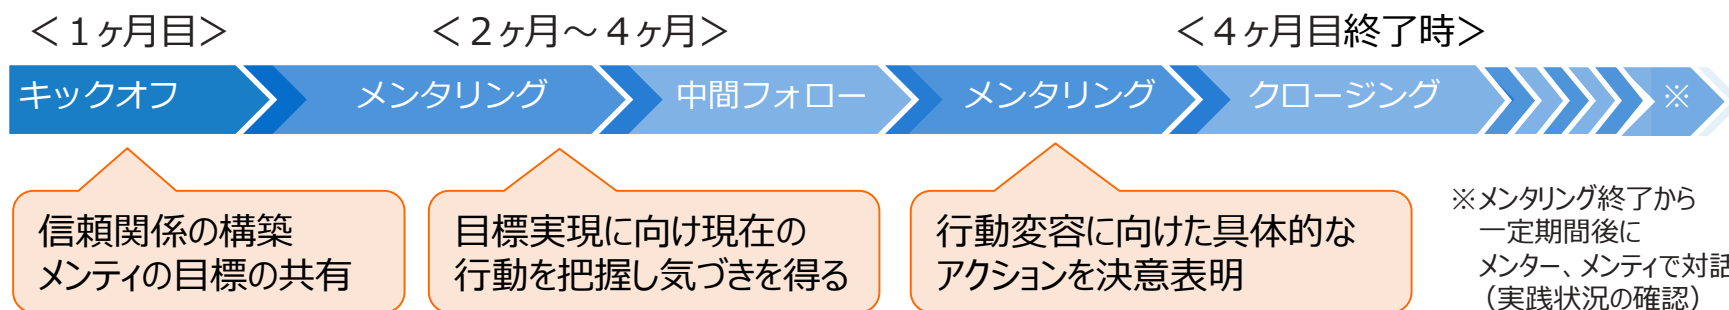 ＜１ヶ月目＞
＜２ヶ月～４ヶ月＞
＜４ヶ月目終了時＞
キックオフ
メンタリング
中間フォロー
メンタリング
クロージング
※
信頼関係の構築
メンティの目標の共有
目標実現に向け現在の
行動を把握し気づきを得る
行動変容に向けた具体的な
アクションを決意表明
※メンタリング終了から
一定期間後に
メンター、メンティで対話
（実践状況の確認）